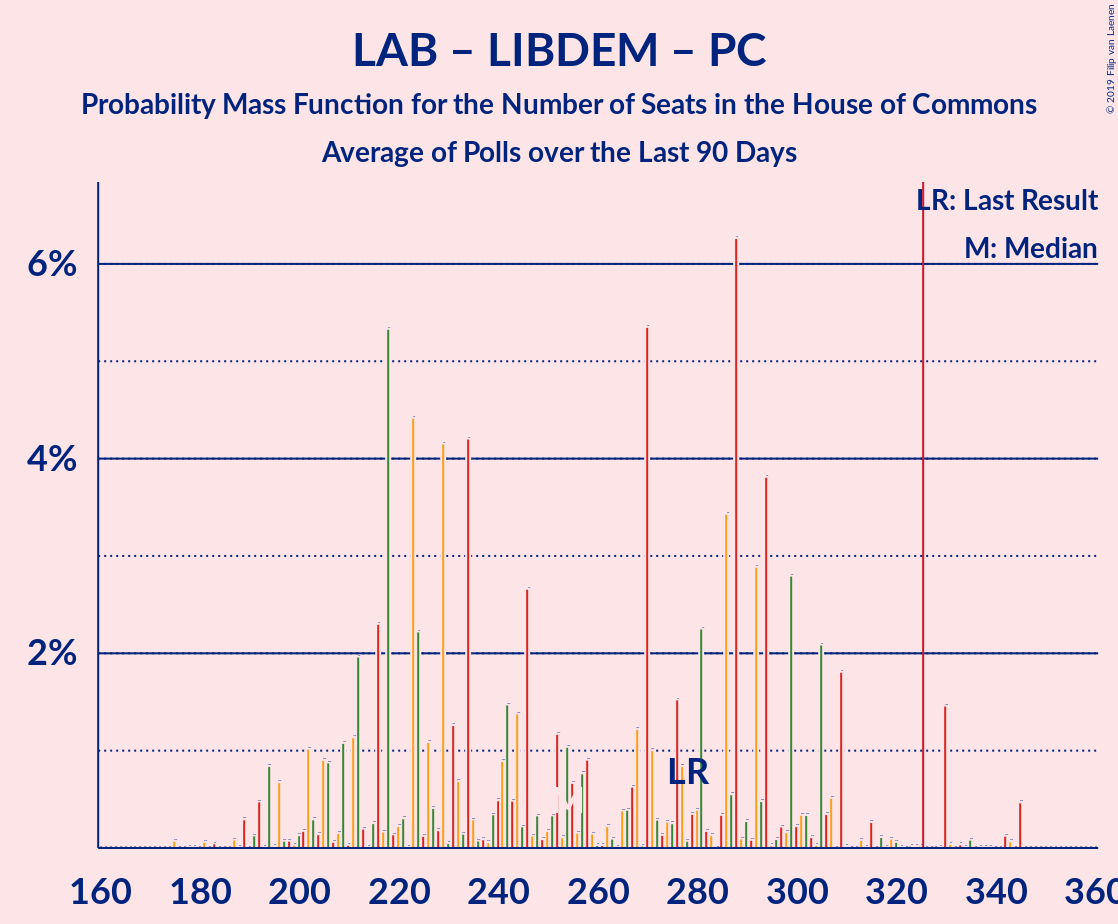 LAB – LIBDEM – PC
Probability Mass Function for the Number of Seats in the House of Commons
Average of Polls over the Last 90 Days
© 2019 Filip van Laenen
LR: Last Result
M: Median
6%
4%
2%
LR
160 180 200 220 240 260 280 300 320 340 360